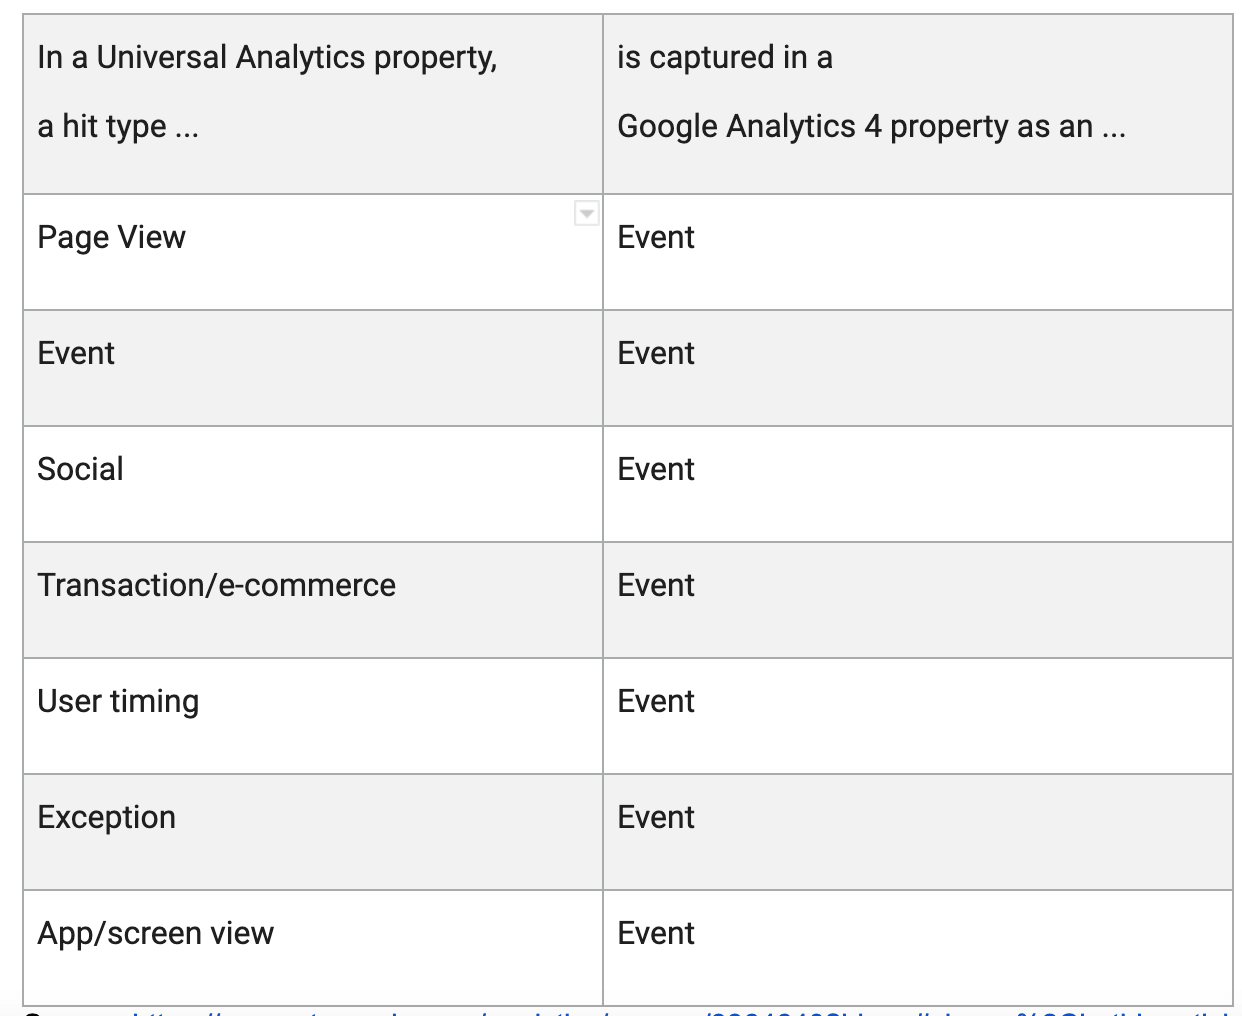 In a Universal Analytics property,
a hit type ...
is captured in a
Google Analytics 4 property as an ...
Page View
Event
Event
Event
Social
Event
Transaction/e-commerce
Event
User timing
Event
Exception
Event
App/screen view
Event